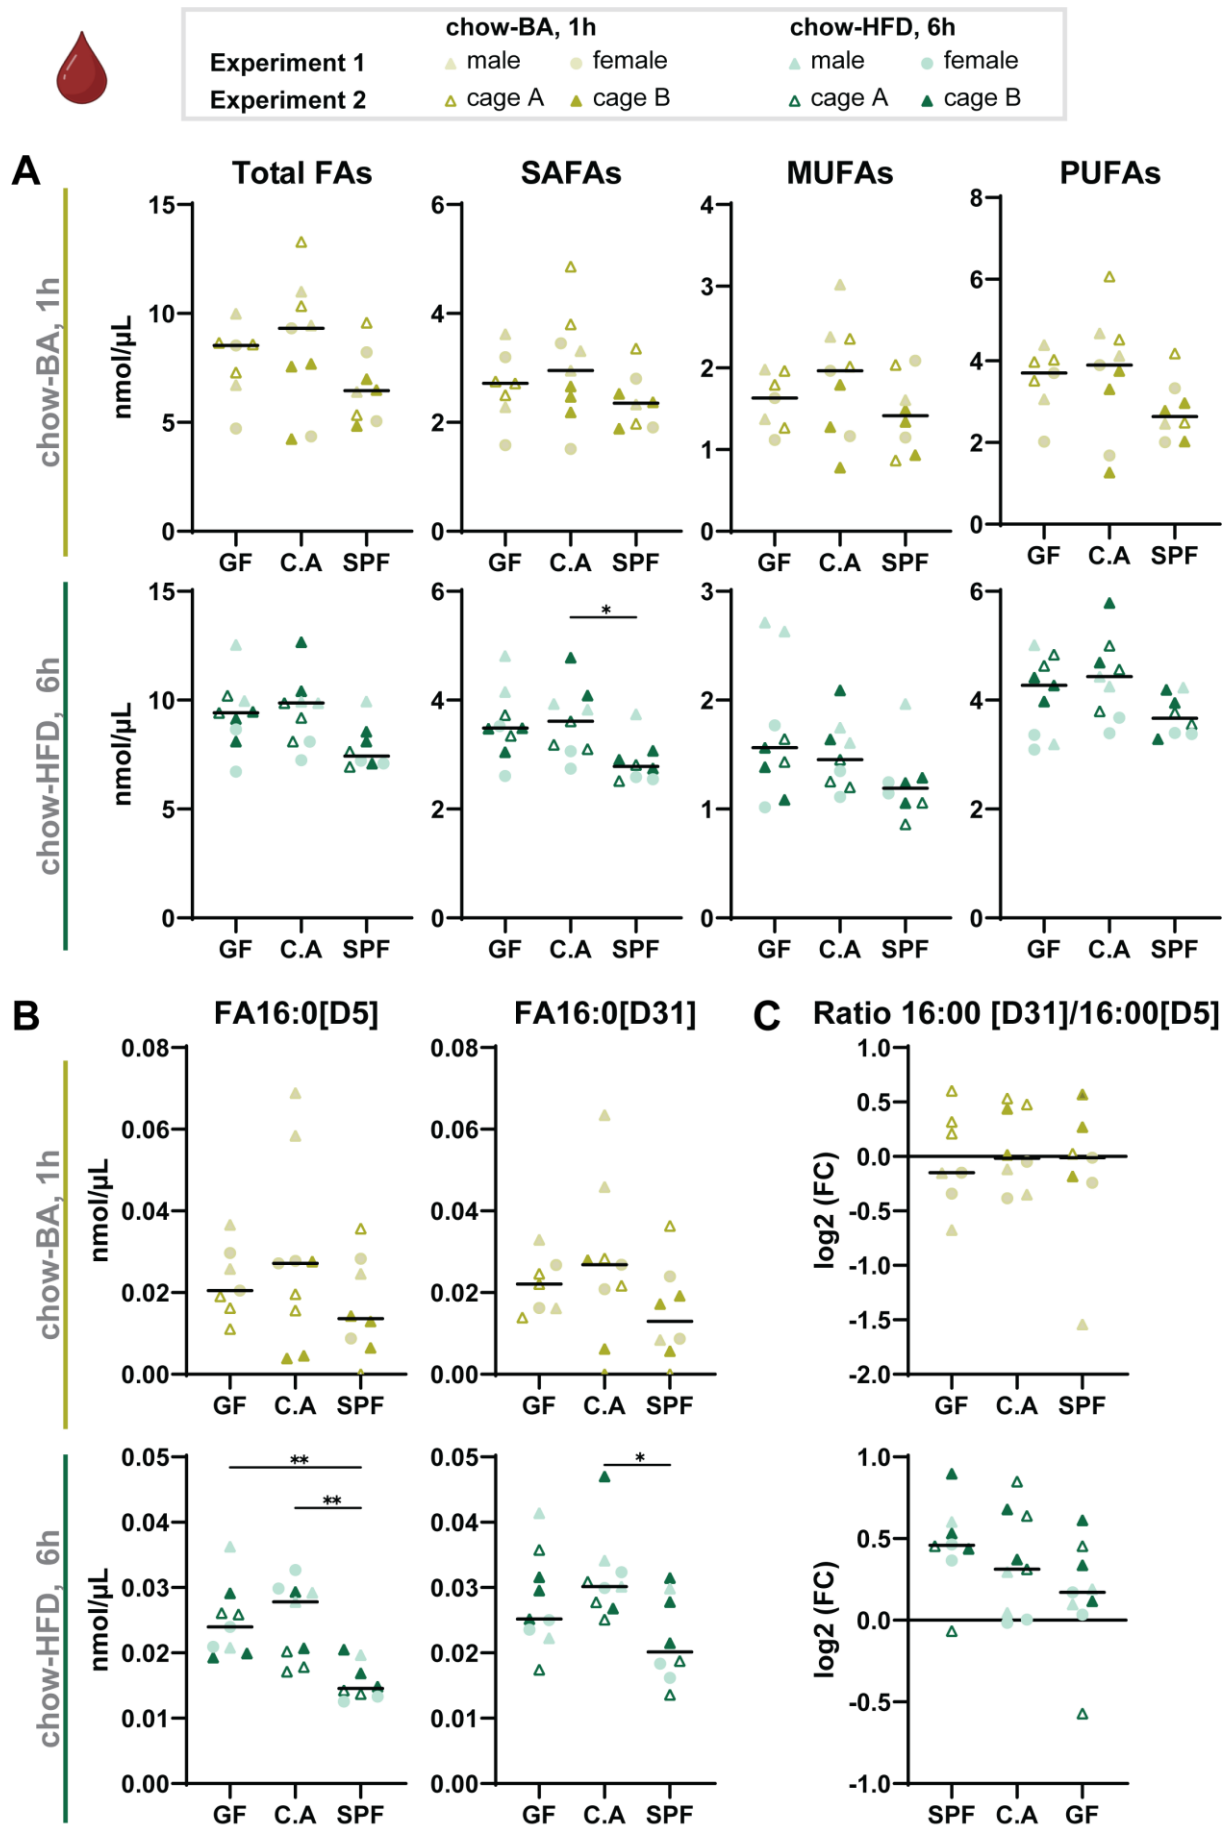 chow-BA, 1h chow-HFD, 6h
Experiment 1 male female male female
Experiment 2 cage A cage B cage A cage B
A
Total FAs SAFAs MUFAs PUFAs
chow-BA, 1h
nmol/µL
15 10 5 0
6 4 2 0
4 3 2 1 0
8 6 4 2 0
GF C.A SPF GF C.A SPF GF C.A SPF GF C.A SPF
chow-HFD, 6h
nmol/µL
15 10 5 0
6 4 2 0
*
3 2 1 0
6 4 2 0
GF C.A SPF GF C.A SPF GF C.A SPF GF C.A SPF
B
FA16:0[D5] FA16:0[D31]
chow-BA, 1h
nmol/µL
0.08 0.06 0.04 0.02 0.00
0.08 0.06 0.04 0.02 0.00
GF C.A SPF GF C.A SPF
chow-HFD, 6h
nmol/µL
0.05 0.04 0.03 0.02 0.01 0.00
**
**
0.05 0.04 0.03 0.02 0.01 0.00
*
GF C.A SPF GF C.A SPF
C
Ratio 16:00 [D31]/16:00[D5]
log2 (FC)
1.0 0.5 0.0 -0.5 -1.0 -1.5 -2.0
GF C.A SPF
log2 (FC)
1.0 0.5 0.0 -0.5 -1.0
SPF C.A GF